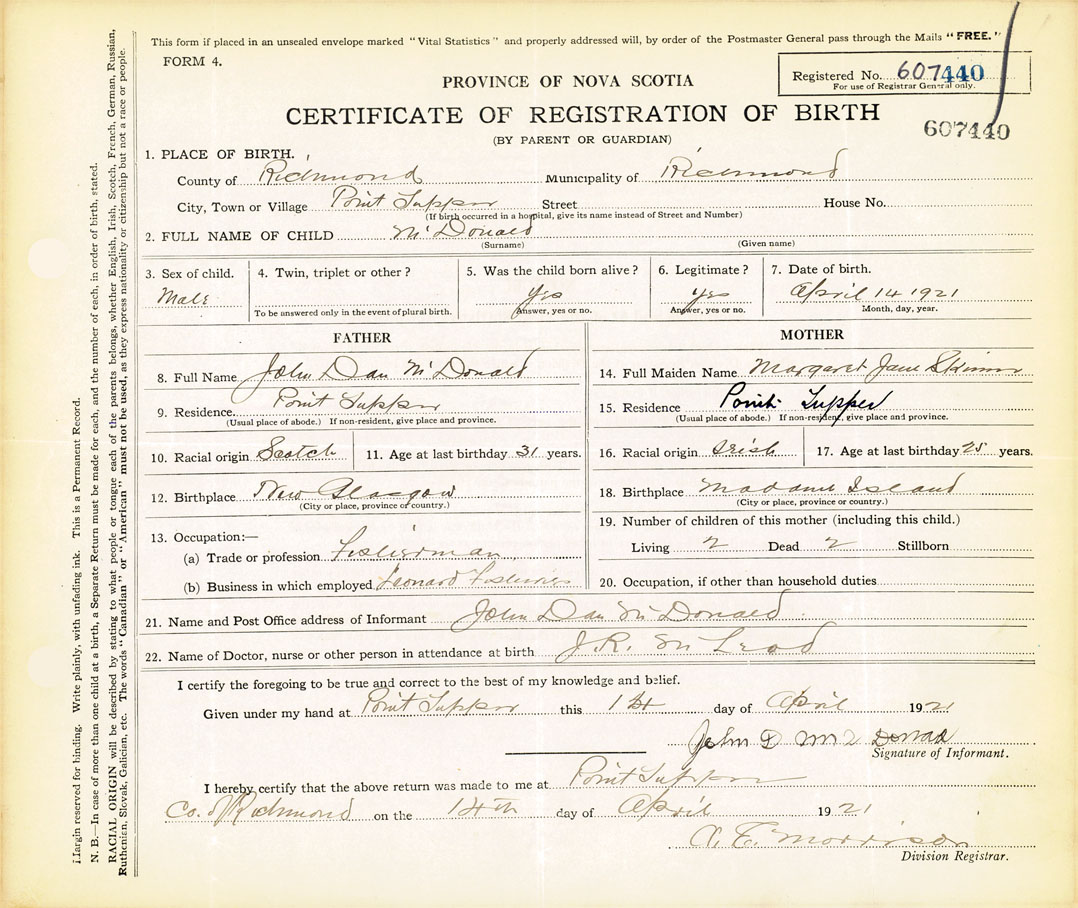 This form if placed in an unsealed envelope marked "Vital Statistics" and properly addressed will, by order of the Postmaster General pass through the Mails "FREE."
FORM 4.
Registered No. 607440
For use of Registrar General only.
PROVINCE OF NOVA SCOTIA
CERTIFICATE OF REGISTRATION OF BIRTH
607440
(BY PARENT OR GUARDIAN)
1. PLACE OF BIRTH.
County of Richmond Municipality of Richmond
City, Town or Village Point Tupper Street House No.
(If birth occurred in a hospital, give its name instead of Street and Number)
2. FULL NAME OF CHILD McDonald
(Surname) (Given name)
3. Sex of child. 4. Twin, triplet or other? 5. Was the child born alive? 6. Legitimate? 7. Date of birth.
Male Yes yes April 14 1921
To be answered only in the event of plural birth. Answer, yes or no. Answer, yes or no. Month, day, year.
FATHER
8. Full Name John Dan McDonald
9. Residence. Point Tupper
(Usual place of abode.) If non-resident, give place and province.
10. Racial origin Scotch 11. Age at last birthday 31 years.
12. Birthplace New Glasgow
(City or place, province or country.)
13. Occupation:—
(a) Trade or profession Fisherman
(b) Business in which employed Leonard Fisheries
MOTHER
14. Full Maiden Name Margaret Jane Skinner
15. Residence Point Tupper
(Usual place of abode.) If non-resident, give place and province.
16. Racial origin Irish 17. Age at last birthday 25 years.
18. Birthplace Madame Island
(City or place, province or country.)
19. Number of children of this mother (including this child.)
Living 2 Dead 2 Stillborn
20. Occupation, if other than household duties
21. Name and Post Office address of Informant John Dan McDonald
22. Name of Doctor, nurse or other person in attendance at birth J. R. McLeod
I certify the foregoing to be true and correct to the best of my knowledge and belief.
Given under my hand at Point Tupper this 14 day of April 1921
John D
Signature of Informant.
I hereby certify that the above return was made to me at Point Tupper
Co. of Richmond on the 14th day of April 1921
A. E. Morrison
Division Registrar.
Margin reserved for binding. Write plainly, with unfading ink. This is a Permanent Record.
N. B.—In case of more than one child at a birth, a Separate Return must be made for each, and the number of each, in order of birth, stated.
RACIAL ORIGIN will be described by stating to what people or tongue each of the parents belongs, whether English, Irish, Scotch, French, German, Russian,
Ruthenian, Slovak, Galician, etc. The words "Canadian" or "American" must not be used, as they express nationality or citizenship but not a race or people.